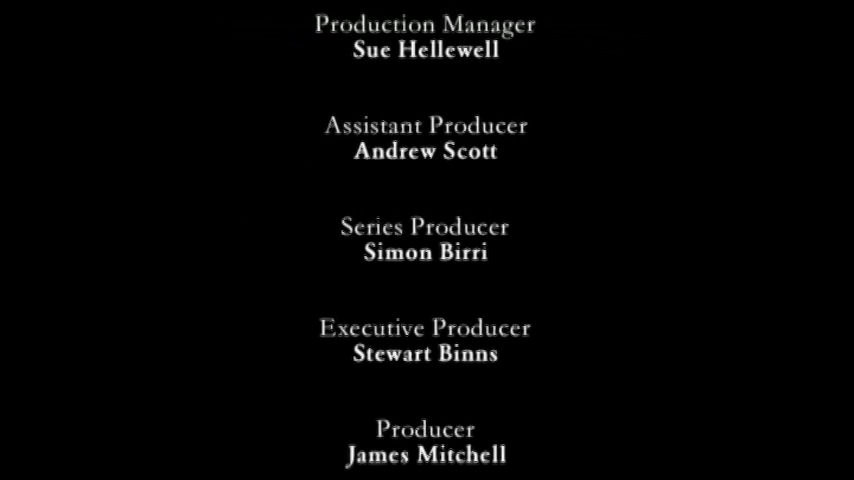 Production Manager
Sue Hellewell
Assistant Producer
Andrew Scott
Series Producer
Simon Birri
Executive Producer
Stewart Binns
Producer
James Mitchell